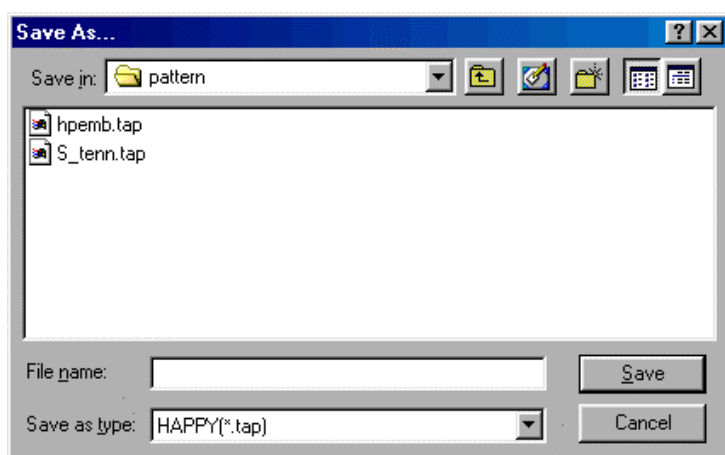 Save As...
Save in: pattern
hpemb.tap
S_tenn.tap
File name: Save
Save as type: HAPPY(*.tap) Cancel